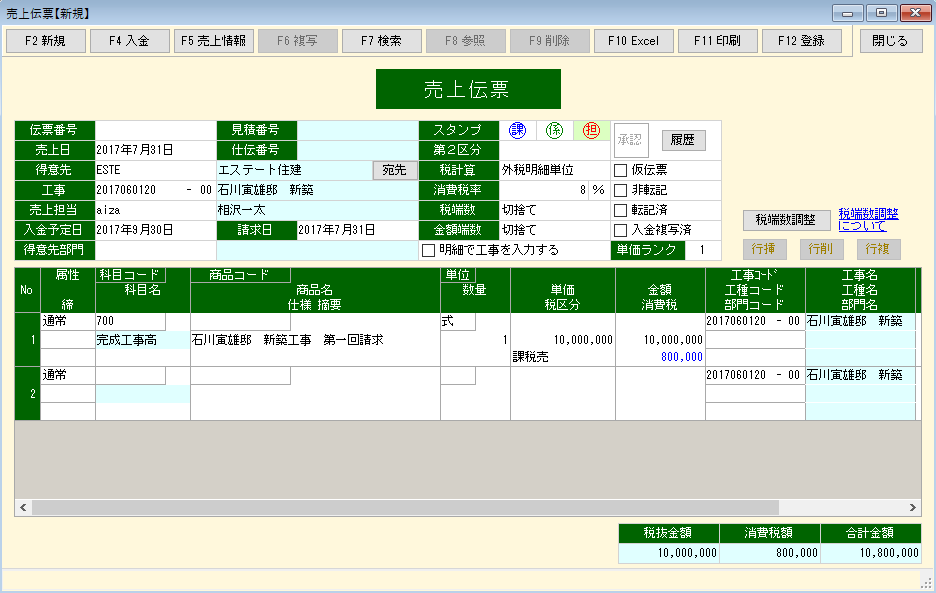 売上伝票【新規】
F2 新規 F4 入金 F5 売上情報 F6 複写 F7 検索 F8 参照 F9 削除 F10 Excel F11 印刷 F12 登録 閉じる
売上伝票
伝票番号 見積番号 スタンプ 課 係 担 承認 履歴
売上日 2017年7月31日 仕伝番号 第2区分
得意先 ESTE エステート住建 宛先 税計算 外税明細単位 仮伝票
工事 2017060120 - 00 石川寅雄邸 新築 消費税率 8 % 非転記
売上担当 aiza 相沢一太 税端数 切捨て 転記済 税端数調整 税端数調整について
入金予定日 2017年9月30日 請求日 2017年7月31日 金額端数 切捨て 入金複写済
得意先部門 明細で工事を入力する 単価ランク 1 行挿 行削 行複
No 属性 科目コード 商品コード 単位 工事コード 工事名
科目名 商品名 数量 単価 金額 工種コード 工種名
締 仕様 摘要 税区分 消費税 部門コード 部門名
通常 700 式 2017060120 - 00 石川寅雄邸 新築
1 完成工事高 石川寅雄邸 新築工事 第一回請求 1 10,000,000 10,000,000
課税売 800,000
通常 2017060120 - 00 石川寅雄邸 新築
2
税抜金額 消費税額 合計金額
10,000,000 800,000 10,800,000